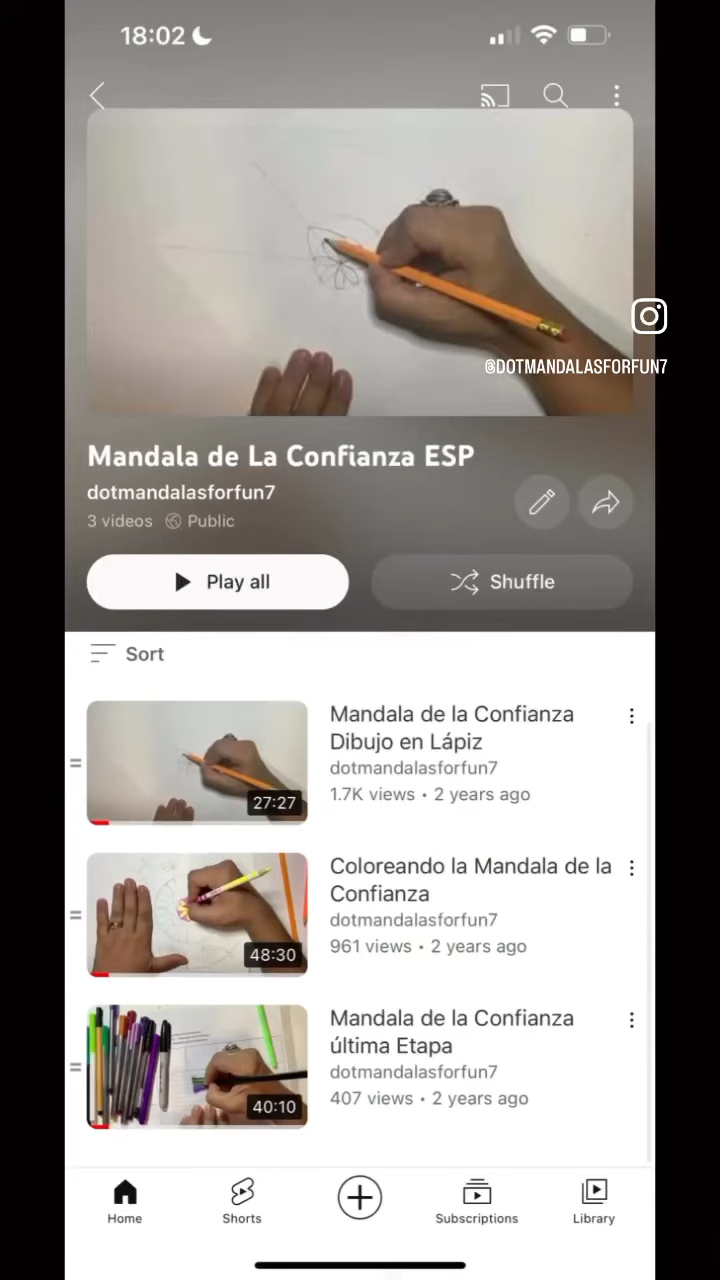 18:02
@DOTMANDALASFORFUN7
Mandala de La Confianza ESP
dotmandalasforfun7
3 videos Public
Play all
Shuffle
Sort
Mandala de la Confianza
Dibujo en Lápiz
dotmandalasforfun7
1.7K views • 2 years ago
27:27
Coloreando la Mandala de la
Confianza
dotmandalasforfun7
961 views • 2 years ago
48:30
Mandala de la Confianza
última Etapa
dotmandalasforfun7
407 views • 2 years ago
40:10
Home
Shorts
Subscriptions
Library